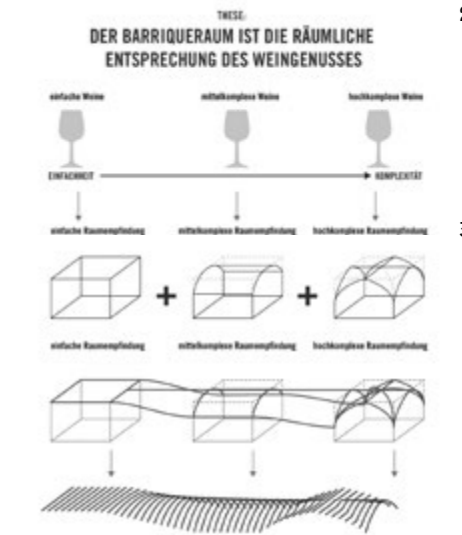 THESE:
DER BARRIQUERAUM IST DIE RÄUMLICHE
ENTSPRECHUNG DES WEINGENUSSES
einfache Weine mittelkomplexe Weine hochkomplexe Weine
EINFACHHEIT KOMPLEXITÄT
einfache Raumempfindung mittelkomplexe Raumempfindung hochkomplexe Raumempfindung
+ +
einfache Raumempfindung mittelkomplexe Raumempfindung hochkomplexe Raumempfindung